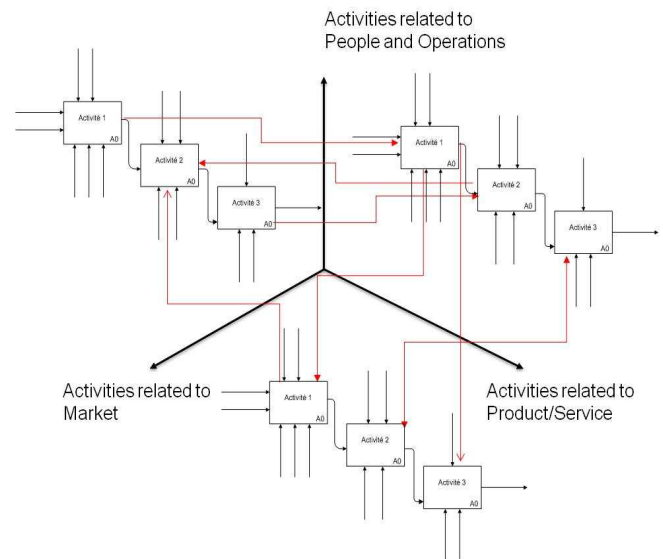 Activities related to
People and Operations
Activité 1
A0
Activité 2
A0
Activité 3
A0
Activité 1
A0
Activité 2
A0
Activité 3
A0
Activities related to
Market
Activities related to
Product/Service
Activité 1
A0
Activité 2
A0
Activité 3
A0